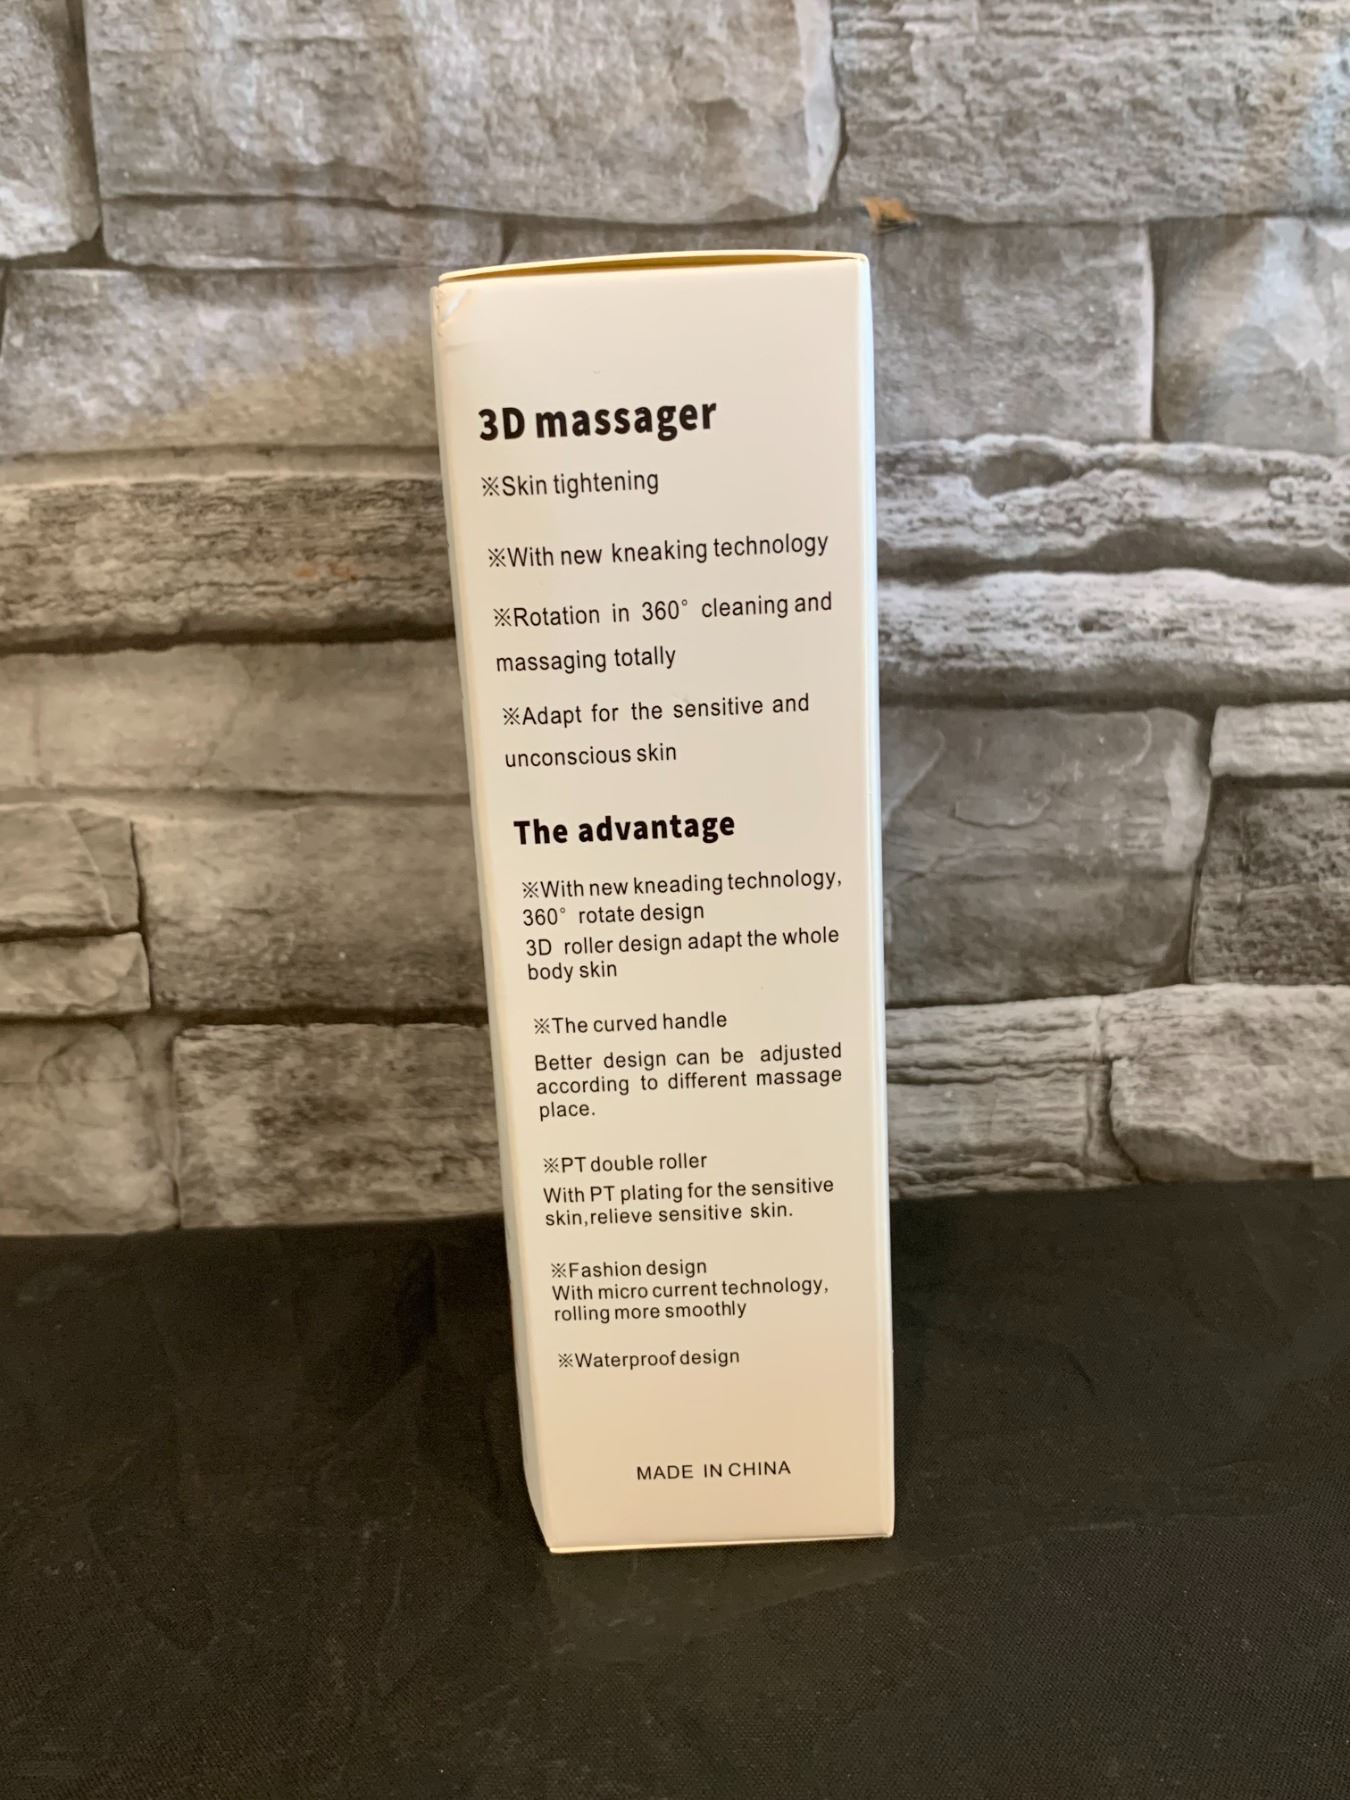 3D massager
※Skin tightening
※With new kneaking technology
※Rotation in 360° cleaning and
massaging totally
※Adapt for the sensitive and
unconscious skin
The advantage
※With new kneading technology,
360° rotate design
3D roller design adapt the whole
body skin
※The curved handle
Better design can be adjusted
according to different massage
place.
※PT double roller
With PT plating for the sensitive
skin,relieve sensitive skin.
※Fashion design
With micro current technology,
rolling more smoothly
※Waterproof design
MADE IN CHINA